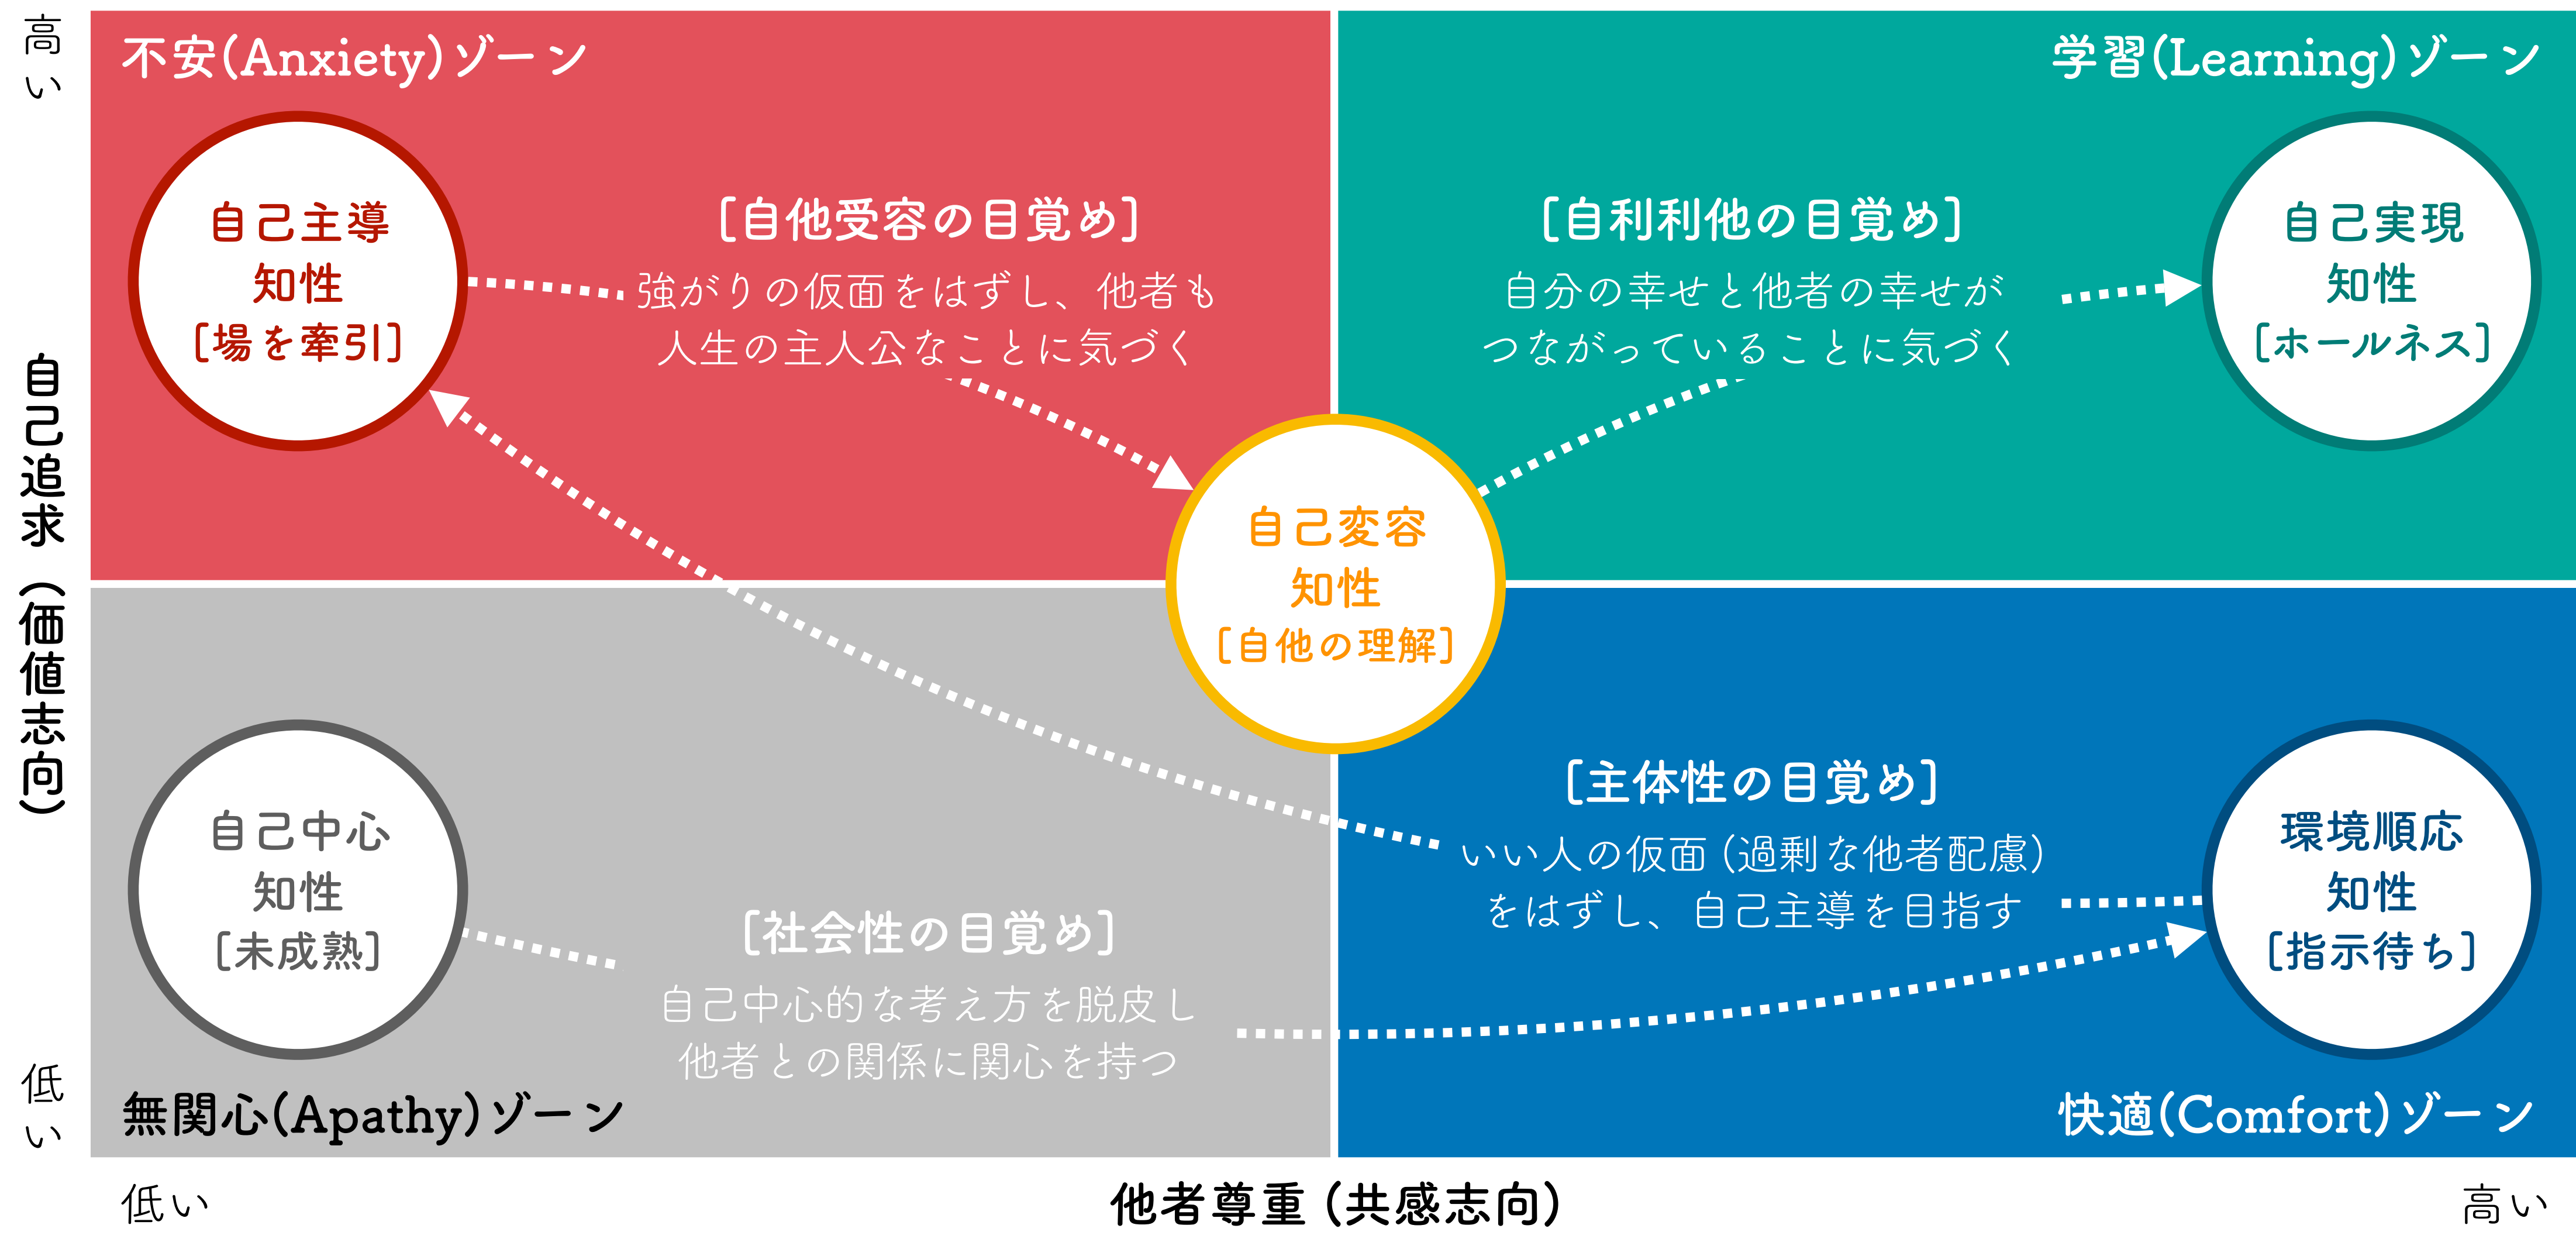 高い
不安(Anxiety)ゾーン
学習(Learning)ゾーン
自己主導
知性
[場を牽引]
[自他受容の目覚め]
強がりの仮面をはずし、他者も
人生の主人公なことに気づく
[自利利他の目覚め]
自分の幸せと他者の幸せが
つながっていることに気づく
自己実現
知性
[ホールネス]
自己追求(価値志向)
自己変容
知性
[自他の理解]
自己中心
知性
[未成熟]
[社会性の目覚め]
自己中心的な考え方を脱皮し
他者との関係に関心を持つ
[主体性の目覚め]
いい人の仮面(過剰な他者配慮)
をはずし、自己主導を目指す
環境順応
知性
[指示待ち]
低い
無関心(Apathy)ゾーン
快適(Comfort)ゾーン
低い
他者尊重(共感志向)
高い